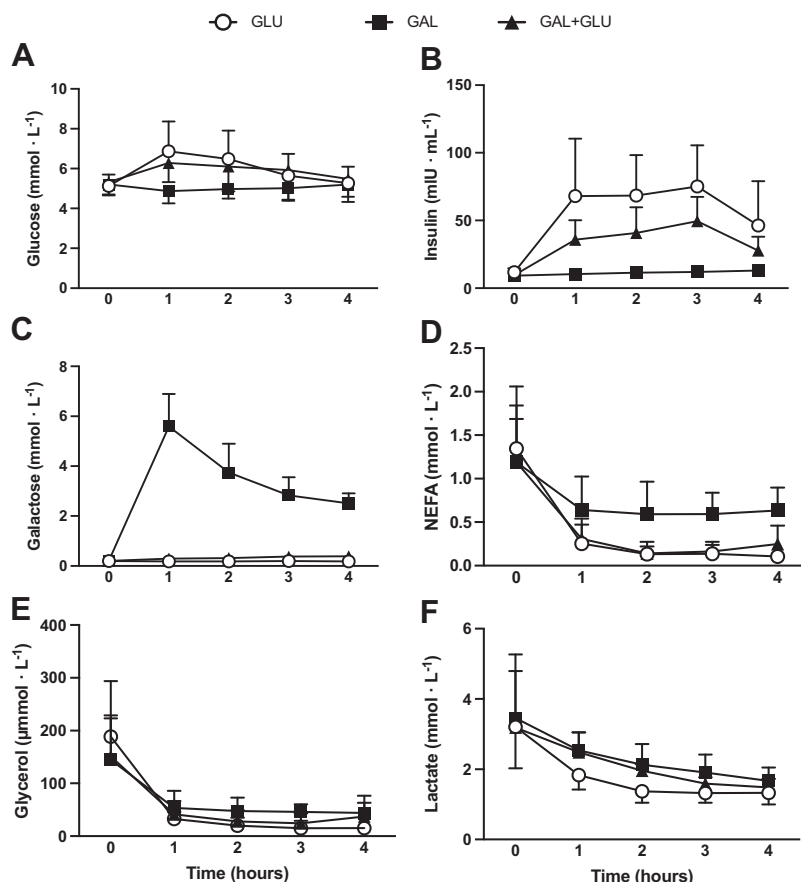 GLU GAL GAL+GLU
A
Glucose (mmol · L-1)
10
8
6
4
2
0
0 1 2 3 4
B
Insulin (mIU · mL-1)
150
100
50
0
0 1 2 3 4
C
Galactose (mmol · L-1)
8
6
4
2
0
0 1 2 3 4
D
NEFA (mmol · L-1)
2.5
2.0
1.5
1.0
0.5
0.0
0 1 2 3 4
E
Glycerol (µmmol · L-1)
400
300
200
100
0
0 1 2 3 4
Time (hours)
F
Lactate (mmol · L-1)
6
4
2
0
0 1 2 3 4
Time (hours)